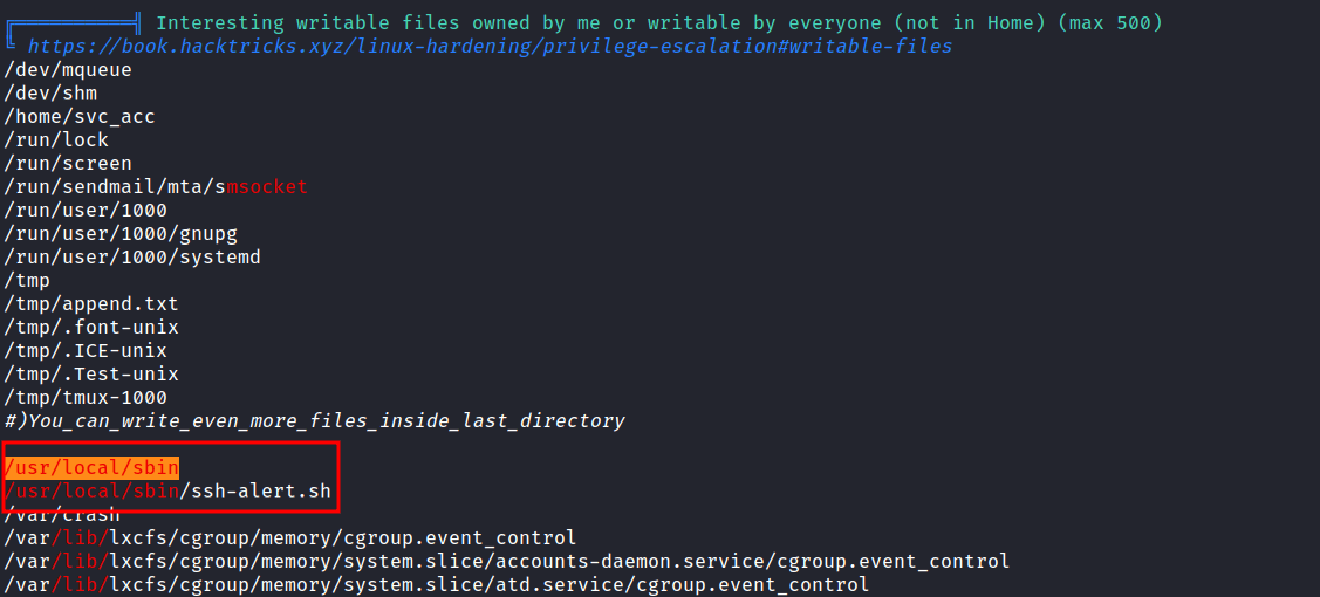 Interesting writable files owned by me or writable by everyone (not in Home) (max 500)
https://book.hacktricks.xyz/linux-hardening/privilege-escalation#writable-files
/dev/mqueue
/dev/shm
/home/svc_acc
/run/lock
/run/screen
/run/sendmail/mta/smsocket
/run/user/1000
/run/user/1000/gnupg
/run/user/1000/systemd
/tmp
/tmp/append.txt
/tmp/.font-unix
/tmp/.ICE-unix
/tmp/.Test-unix
/tmp/tmux-1000
#)You_can_write_even_more_files_inside_last_directory
/usr/local/sbin
/usr/local/sbin/ssh-alert.sh
/var/crash
/var/lib/lxcfs/cgroup/memory/cgroup.event_control
/var/lib/lxcfs/cgroup/memory/system.slice/accounts-daemon.service/cgroup.event_control
/var/lib/lxcfs/cgroup/memory/system.slice/atd.service/cgroup.event_control